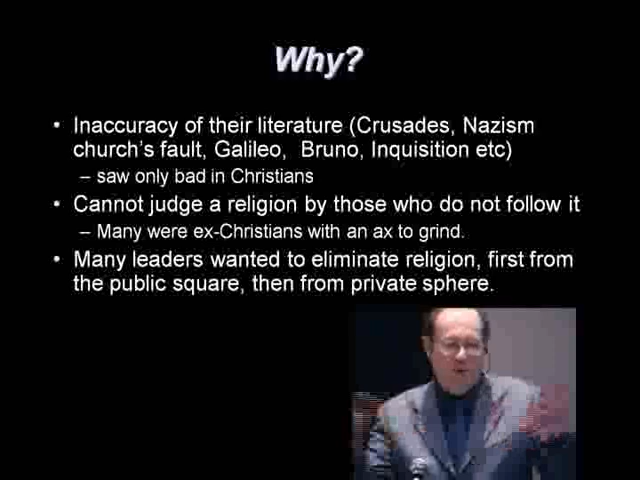 Why?
• Inaccuracy of their literature (Crusades, Nazism
church's fault, Galileo, Bruno, Inquisition etc)
– saw only bad in Christians
• Cannot judge a religion by those who do not follow it
– Many were ex-Christians with an ax to grind.
• Many leaders wanted to eliminate religion, first from
the public square, then from private sphere.